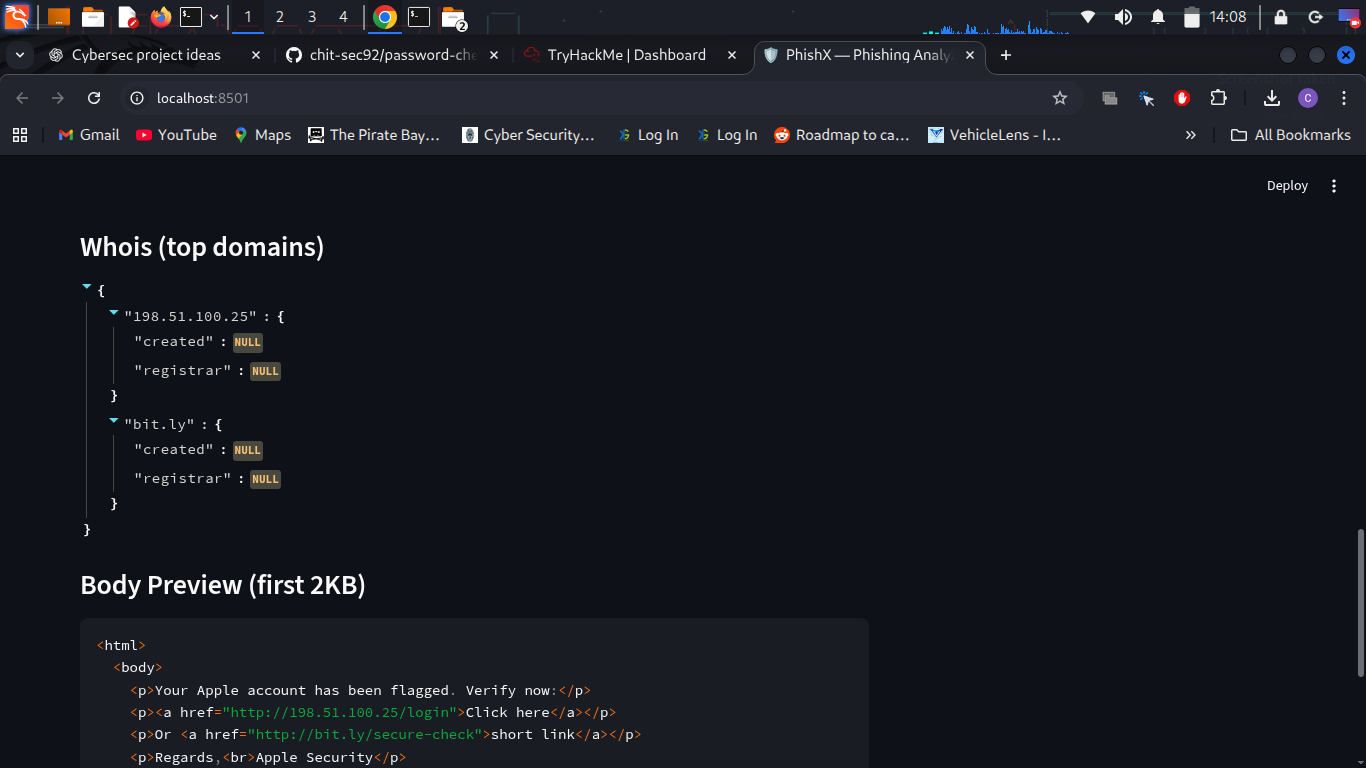 1 2 3 4 2 14:08
Cybersec project ideas chit-sec92/password-che TryHackMe | Dashboard PhishX — Phishing Analy
localhost:8501 C
Gmail YouTube Maps The Pirate Bay... Cyber Security:... Log In Log In Roadmap to ca... VehicleLens - I... » All Bookmarks
Deploy
Whois (top domains)
{
"198.51.100.25" : {
"created" : NULL
"registrar" : NULL
}
"bit.ly" : {
"created" : NULL
"registrar" : NULL
}
}
Body Preview (first 2KB)
<html>
<body>
<p>Your Apple account has been flagged. Verify now:</p>
<p><a href="http://198.51.100.25/login">Click here</a></p>
<p>Or <a href="http://bit.ly/secure-check">short link</a></p>
<p>Regards,<br>Apple Security</p>